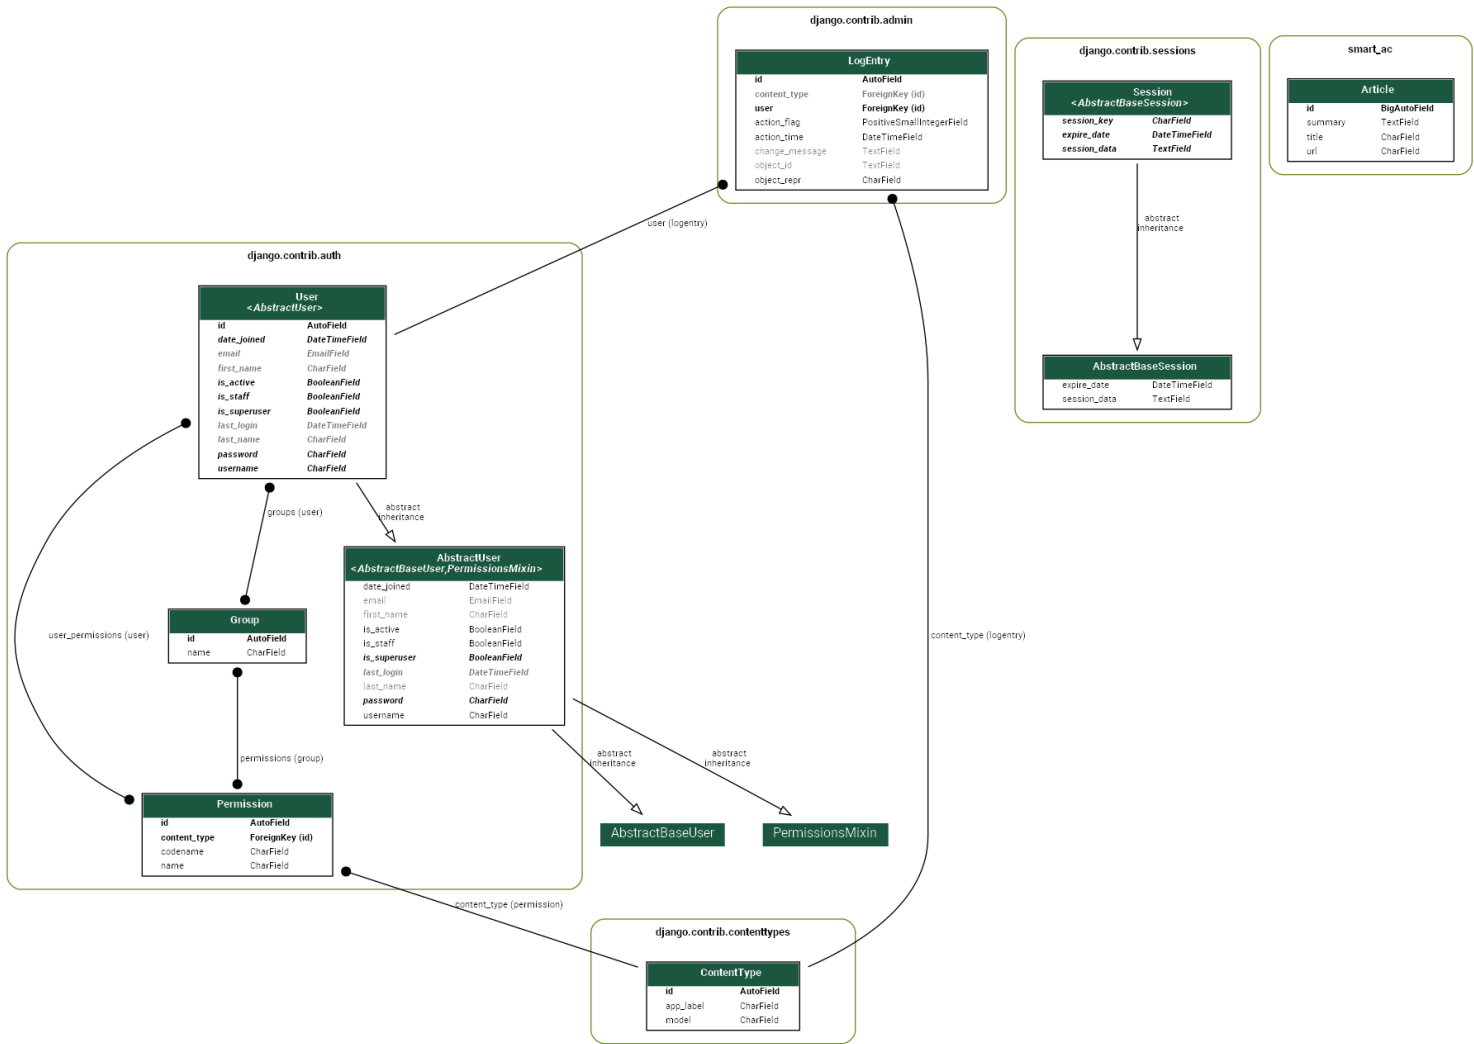 django.contrib.admin
LogEntry
id AutoField
content_type ForeignKey (id)
user ForeignKey (id)
action_flag PositiveSmallIntegerField
action_time DateTimeField
change_message TextField
object_id TextField
object_repr CharField
django.contrib.sessions
Session
<AbstractBaseSession>
session_key CharField
expire_date DateTimeField
session_data TextField
abstract
inheritance
AbstractBaseSession
expire_date DateTimeField
session_data TextField
smart_ac
Article
id BigAutoField
summary TextField
title CharField
url CharField
user (logentry)
django.contrib.auth
User
<AbstractUser>
id AutoField
date_joined DateTimeField
email EmailField
first_name CharField
is_active BooleanField
is_staff BooleanField
is_superuser BooleanField
last_login DateTimeField
last_name CharField
password CharField
username CharField
groups (user)
abstract
inheritance
AbstractUser
<AbstractBaseUser,PermissionsMixin>
date_joined DateTimeField
email EmailField
first_name CharField
is_active BooleanField
is_staff BooleanField
is_superuser BooleanField
last_login DateTimeField
last_name CharField
password CharField
username CharField
Group
id AutoField
name CharField
user_permissions (user)
content_type (logentry)
permissions (group)
abstract
inheritance
abstract
inheritance
Permission
id AutoField
content_type ForeignKey (id)
codename CharField
name CharField
AbstractBaseUser
PermissionsMixin
content_type (permission)
django.contrib.contenttypes
ContentType
id AutoField
app_label CharField
model CharField